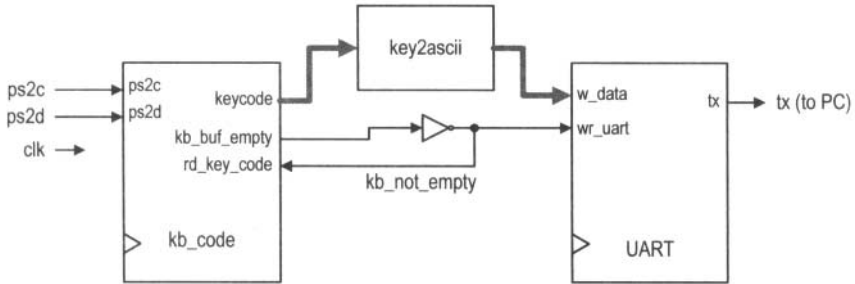 key2ascii
ps2c
ps2d
clk
ps2c
ps2d
keycode
kb_buf_empty
rd_key_code
kb_code
kb_not_empty
w_data
wr_uart
tx
UART
tx (to PC)